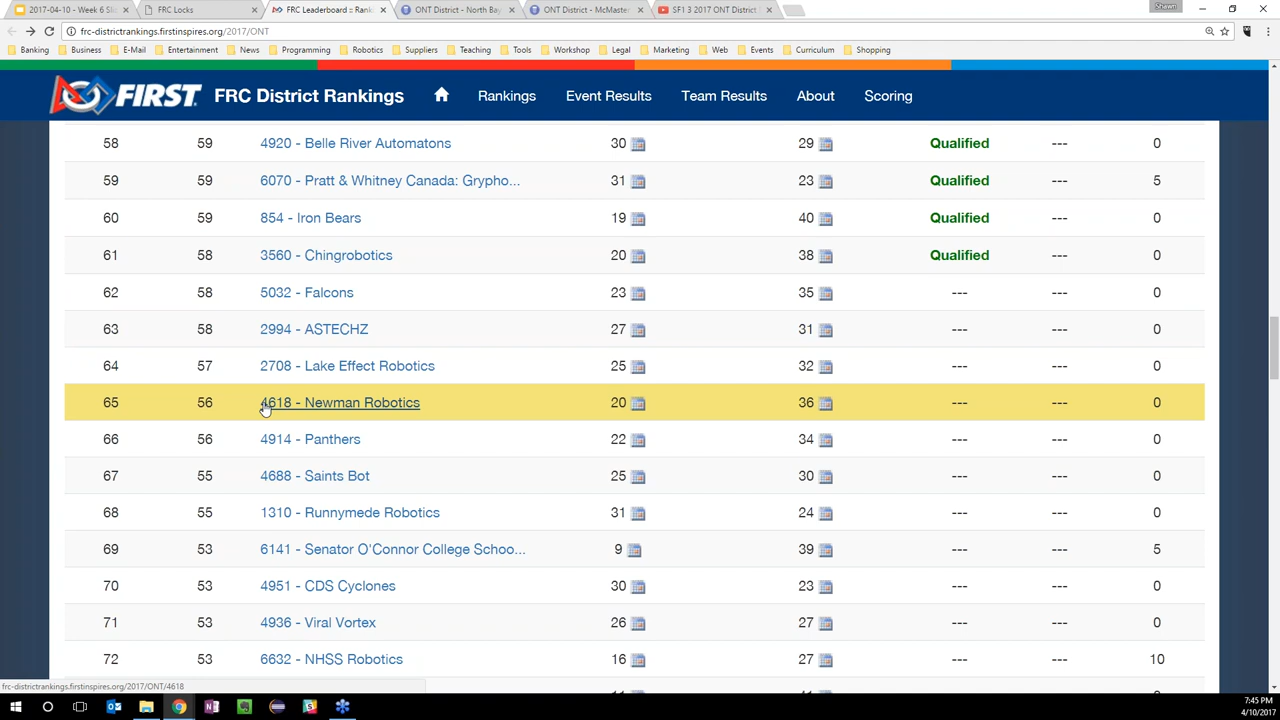 2017-04-10 - Week 6 Sli
FRC Locks
FRC Leaderboard :: Rank
ONT District - North Bay
ONT District - McMaster
SF1 3 2017 ONT District
Shawn
frc-districtrankings.firstinspires.org/2017/ONT
Banking Business E-Mail Entertainment News Programming Robotics Suppliers Teaching Tools Workshop Legal Marketing Web Events Curriculum Shopping
FIRST FRC District Rankings Rankings Event Results Team Results About Scoring
58 59 4920 - Belle River Automatons 30 29 Qualified --- 0
59 59 6070 - Pratt & Whitney Canada: Grypho... 31 23 Qualified --- 5
60 59 854 - Iron Bears 19 40 Qualified --- 0
61 58 3560 - Chingrobotics 20 38 Qualified --- 0
62 58 5032 - Falcons 23 35 --- --- 0
63 58 2994 - ASTECHZ 27 31 --- --- 0
64 57 2708 - Lake Effect Robotics 25 32 --- --- 0
65 56 4618 - Newman Robotics 20 36 --- --- 0
66 56 4914 - Panthers 22 34 --- --- 0
67 55 4688 - Saints Bot 25 30 --- --- 0
68 55 1310 - Runnymede Robotics 31 24 --- --- 0
69 53 6141 - Senator O'Connor College Schoo... 9 39 --- --- 5
70 53 4951 - CDS Cyclones 30 23 --- --- 0
71 53 4936 - Viral Vortex 26 27 --- --- 0
72 53 6632 - NHSS Robotics 16 27 --- --- 10
frc-districtrankings.firstinspires.org/2017/ONT/4618
7:45 PM
4/10/2017